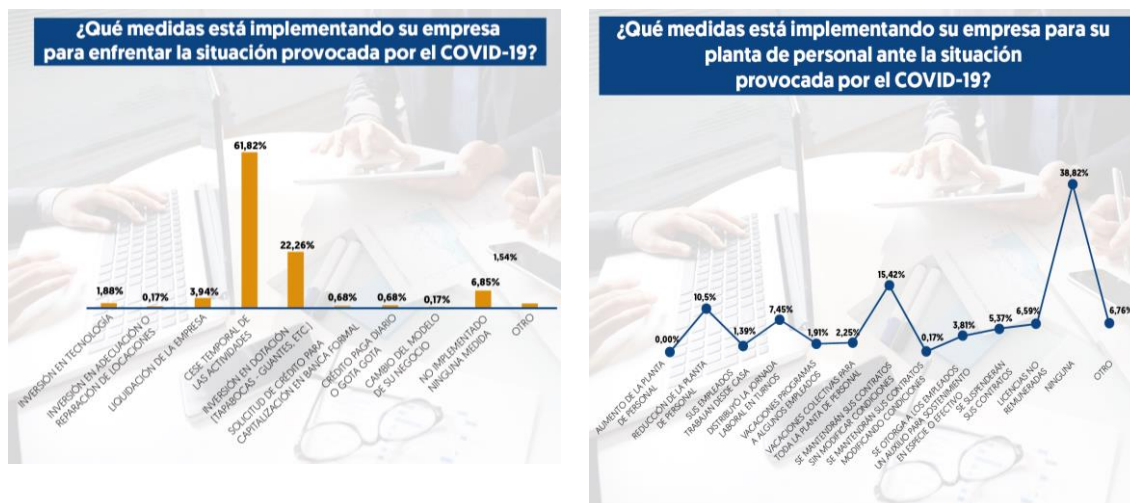 ¿Qué medidas está implementando su empresa
para enfrentar la situación provocada por el COVID-19?
61,82%
22,26%
1,88%
0,17%
3,94%
0,68%
0,68%
0,17%
6,85%
1,54%
INVERSIÓN EN TECNOLOGÍA
INVERSIÓN EN ADECUACIÓN O
REPARACIÓN DE LOCACIONES
LIQUIDACIÓN DE LA EMPRESA
CESE TEMPORAL DE
LAS ACTIVIDADES
INVERSIÓN EN DOTACIÓN
[TAPABOCAS - GUANTES, ETC.]
SOLICITUD DE CRÉDITO PARA
CAPITALIZACIÓN EN BANCA FORMAL
CRÉDITO PAGA DIARIO
O GOTA GOTA
CAMBIO DEL MODELO
DE SU NEGOCIO
NO IMPLEMENTADO
NINGUNA MEDIDA
OTRO
¿Qué medidas está implementando su empresa para su
planta de personal ante la situación
provocada por el COVID-19?
0,00%
10,5%
1,39%
7,45%
1,91%
2,25%
15,42%
0,17%
3,81%
5,37%
6,59%
38,82%
6,76%
AUMENTO DE LA PLANTA
DE PERSONAL
REDUCCIÓN DE LA PLANTA
DE PERSONAL
SUS EMPLEADOS
TRABAJAN DESDE CASA
DISTRIBUYÓ LA JORNADA
LABORAL EN TURNOS
VACACIONES PROGRAMAS
A ALGUNOS EMPLEADOS
VACACIONES COLECTIVAS PARA
TODA LA PLANTA DE PERSONAL
SE MANTENDRÁN SUS CONTRATOS
SIN MODIFICAR CONDICIONES
SE MANTENDRÁN SUS CONTRATOS
MODIFICANDO CONDICIONES
SE OTORGA A LOS EMPLEADOS
UN AUXILIO PARA SOSTENIMIENTO
EN ESPECIE O EFECTIVO
SE SUSPENDERÁN
SUS CONTRATOS
LICENCIAS NO
REMUNERADAS
NINGUNA
OTRO